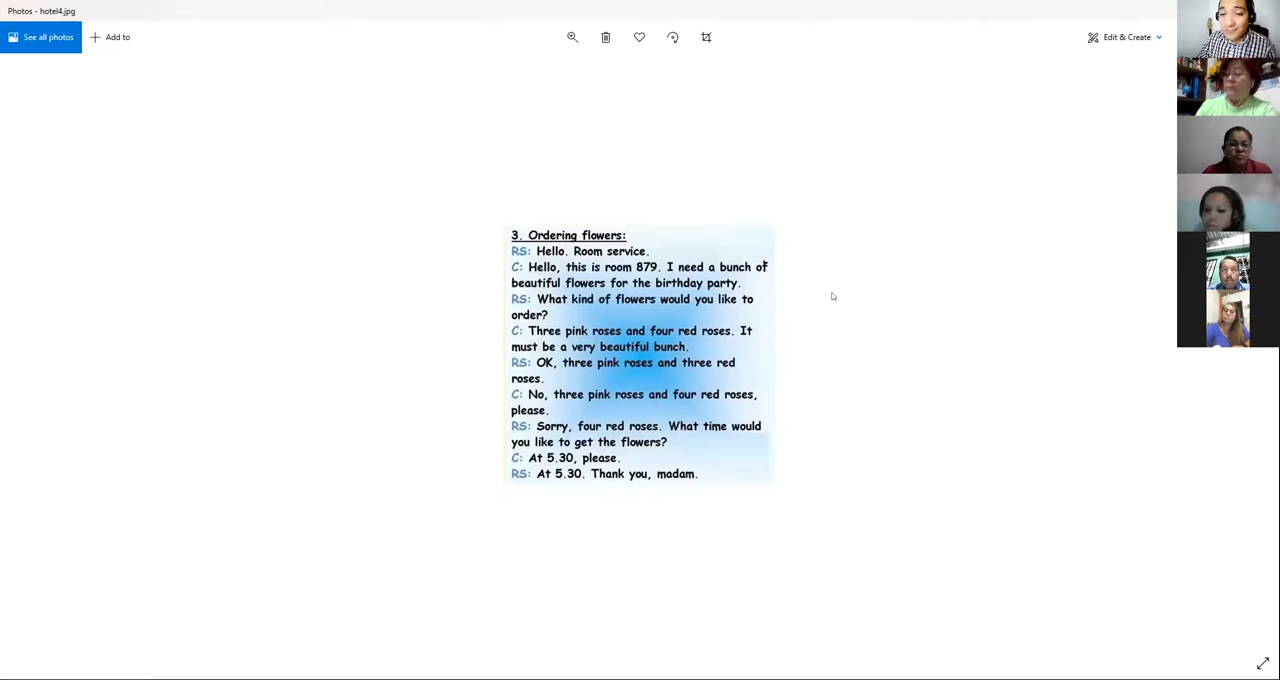 Photos - hotel4.jpg
See all photos
Add to
Edit & Create
3. Ordering flowers:
RS: Hello. Room service.
C: Hello, this is room 879. I need a bunch of
beautiful flowers for the birthday party.
RS: What kind of flowers would you like to
order?
C: Three pink roses and four red roses. It
must be a very beautiful bunch.
RS: OK, three pink roses and three red
roses.
C: No, three pink roses and four red roses,
please.
RS: Sorry, four red roses. What time would
you like to get the flowers?
C: At 5.30, please.
RS: At 5.30. Thank you, madam.